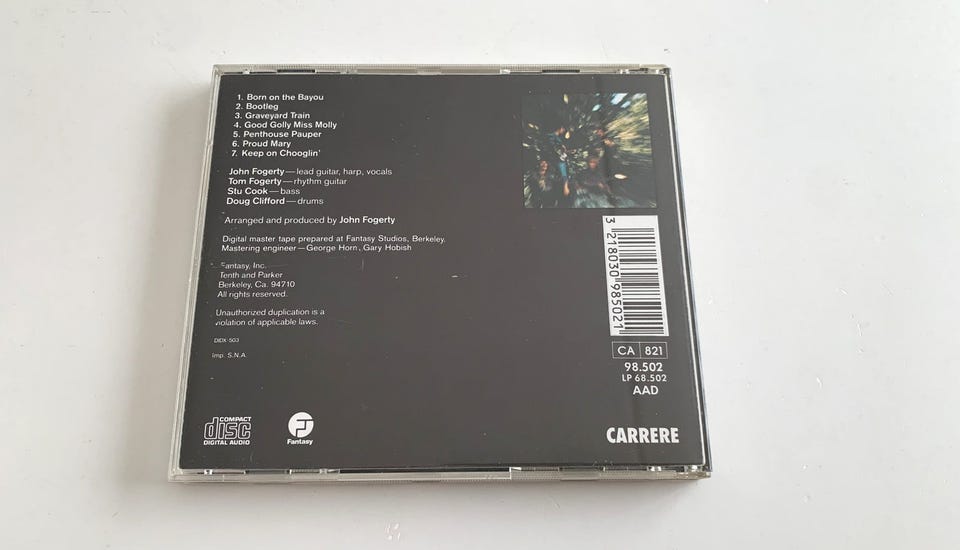 1. Born on the Bayou
2. Bootleg
3. Graveyard Train
4. Good Golly Miss Molly
5. Penthouse Pauper
6. Proud Mary
7. Keep on Chooglin'
John Fogerty—lead guitar, harp, vocals
Tom Fogerty—rhythm guitar
Stu Cook—bass
Doug Clifford—drums
Arranged and produced by John Fogerty
Digital master tape prepared at Fantasy Studios, Berkeley.
Mastering engineer—George Horn, Gary Hobish
Fantasy, Inc.
Tenth and Parker
Berkeley, Ca. 94710
All rights reserved.
Unauthorized duplication is a
violation of applicable laws.
DIDX-503
Imp. S.N.A.
COMPACT
disc
DIGITAL AUDIO
Fantasy
3 218030 985021
CA 821
98.502
LP 68.502
AAD
CARRERE